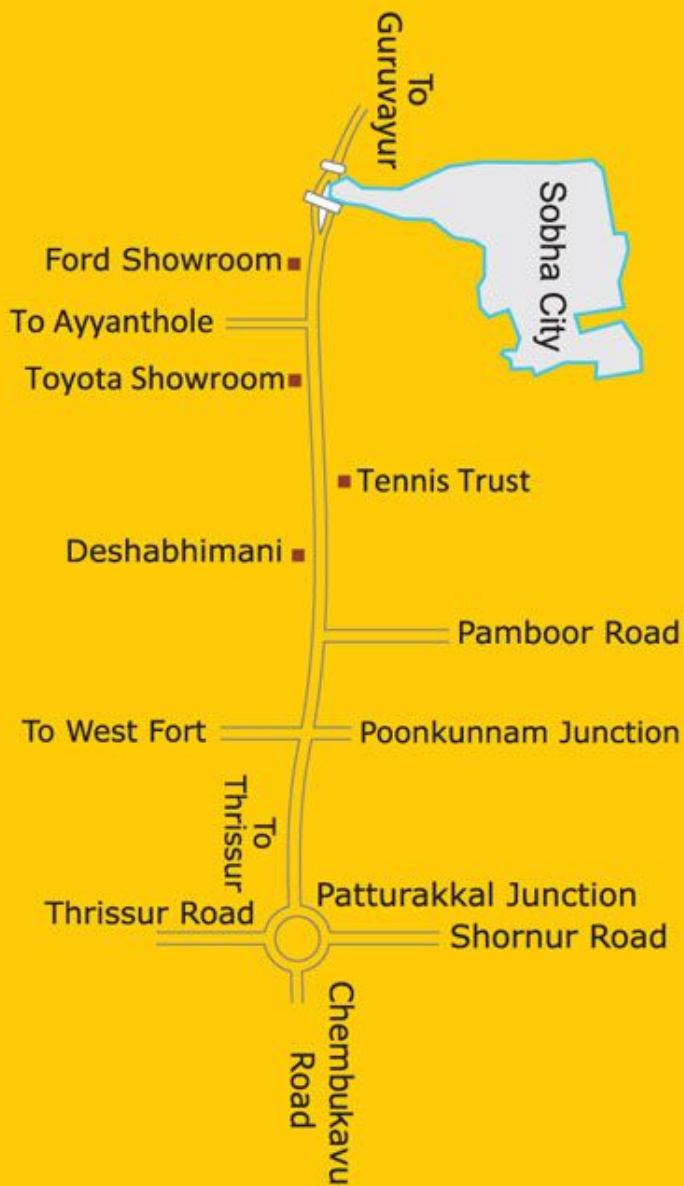 To
Guruvayur
Sobha City
Ford Showroom
To Ayyanthole
Toyota Showroom
Tennis Trust
Deshabhimani
Pamboor Road
To West Fort
Poonkunnam Junction
To
Thrissur
Patturakkal Junction
Thrissur Road
Shornur Road
Chembukavu
Road